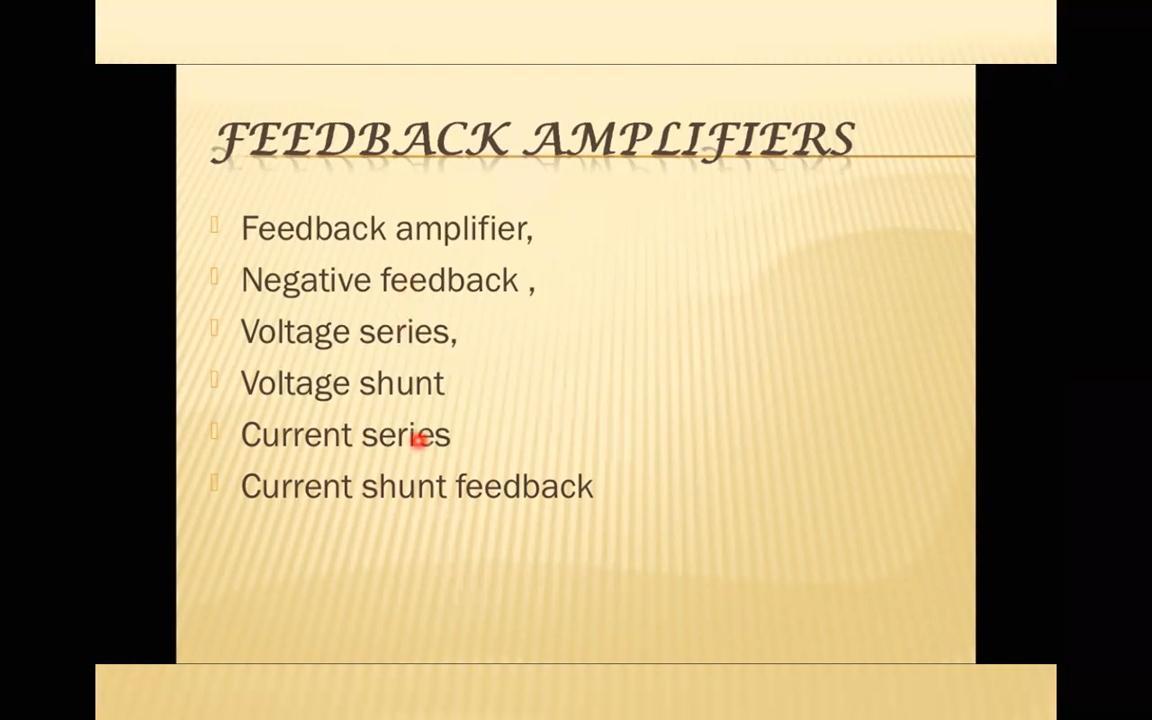 FEEDBACK AMPLIFIERS
Feedback amplifier,
Negative feedback ,
Voltage series,
Voltage shunt
Current series
Current shunt feedback